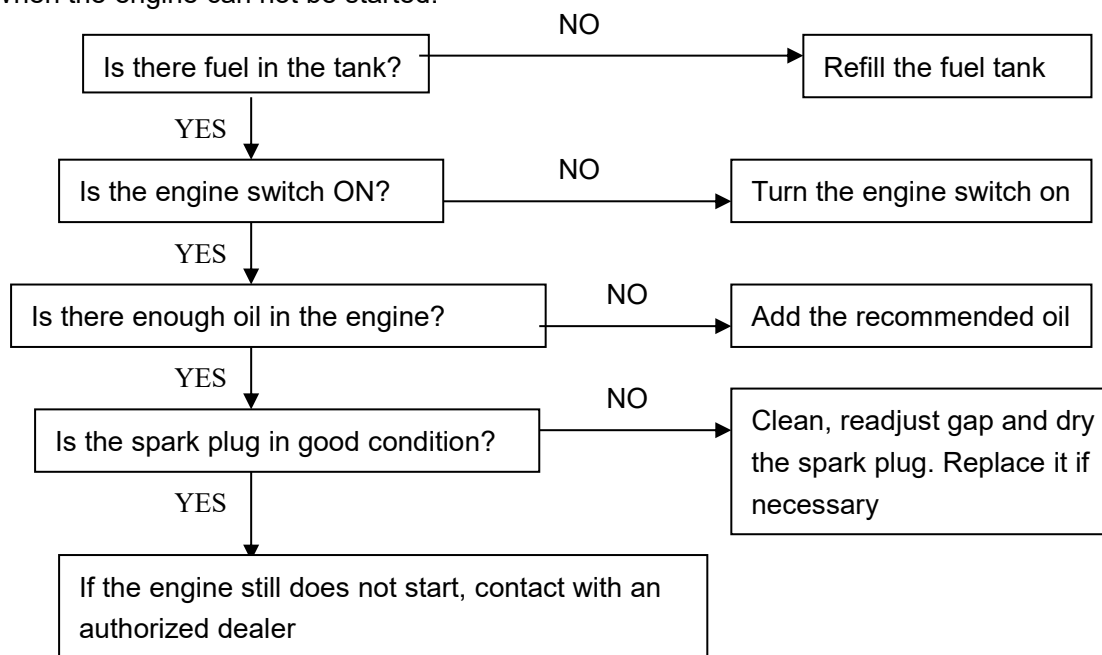 when the engine can not be started:
NO
Is there fuel in the tank?
Refill the fuel tank
YES
NO
Is the engine switch ON?
Turn the engine switch on
YES
NO
Is there enough oil in the engine?
Add the recommended oil
YES
NO
Is the spark plug in good condition?
Clean, readjust gap and dry
the spark plug. Replace it if
necessary
YES
If the engine still does not start, contact with an
authorized dealer